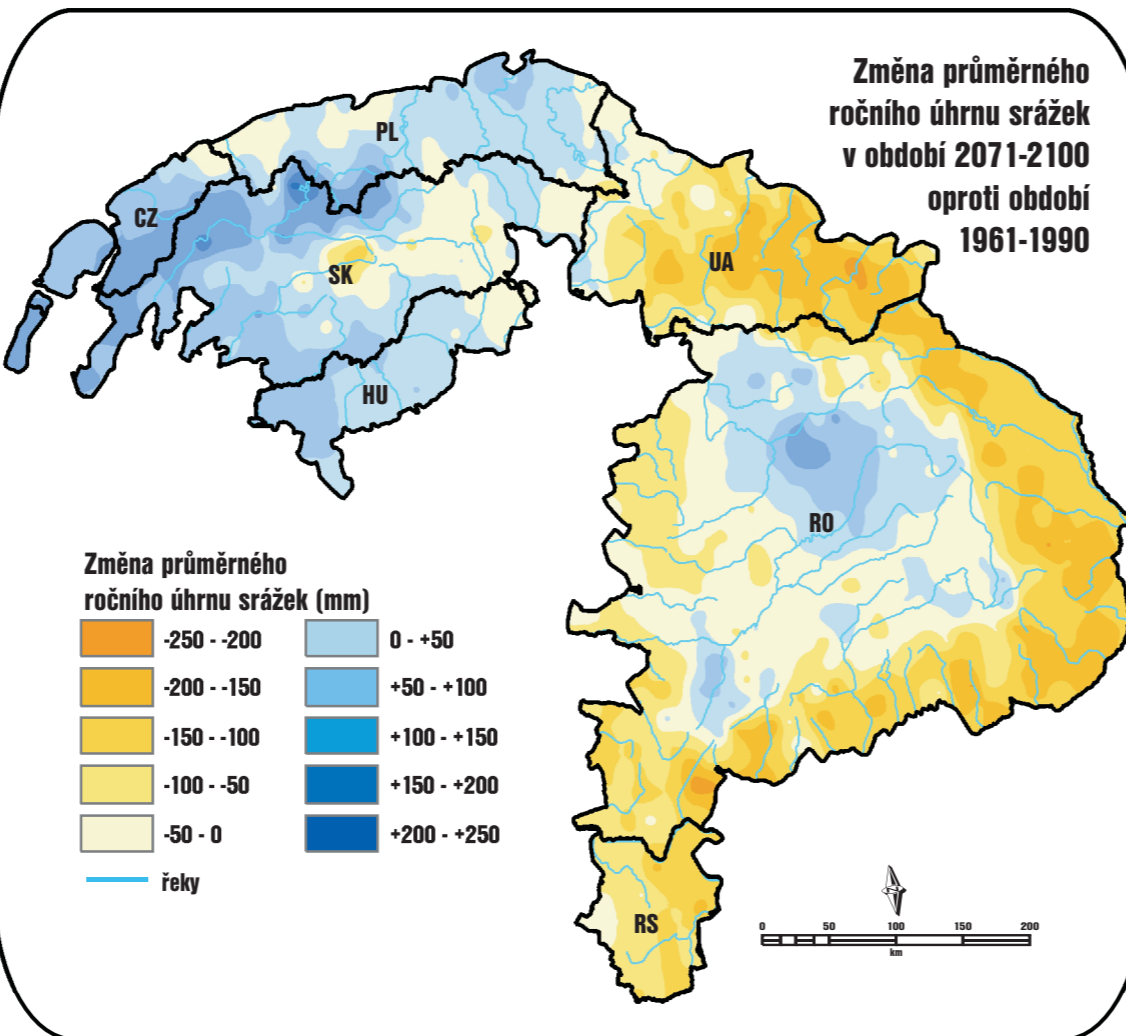 Změna průměrného
ročního úhrnu srážek
v období 2071-2100
oproti období
1961-1990
PL
CZ
SK
UA
HU
RO
RS
Změna průměrného
ročního úhrnu srážek (mm)
-250 - -200
-200 - -150
-150 - -100
-100 - -50
-50 - 0
řeky
0 - +50
+50 - +100
+100 - +150
+150 - +200
+200 - +250
0 50 100 150 200
km